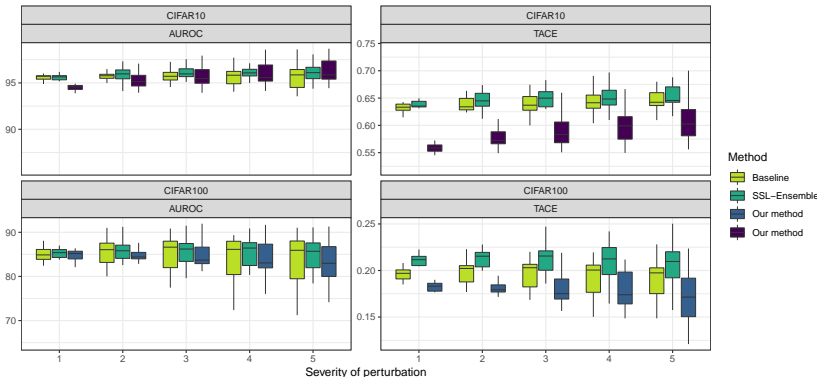 CIFAR10
AUROC
95
90
CIFAR10
TACE
0.75
0.70
0.65
0.60
0.55
CIFAR100
AUROC
90
80
70
1 2 3 4 5
CIFAR100
TACE
0.25
0.20
0.15
1 2 3 4 5
Severity of perturbation
Method
Baseline
SSL−Ensemble
Our method
Our method